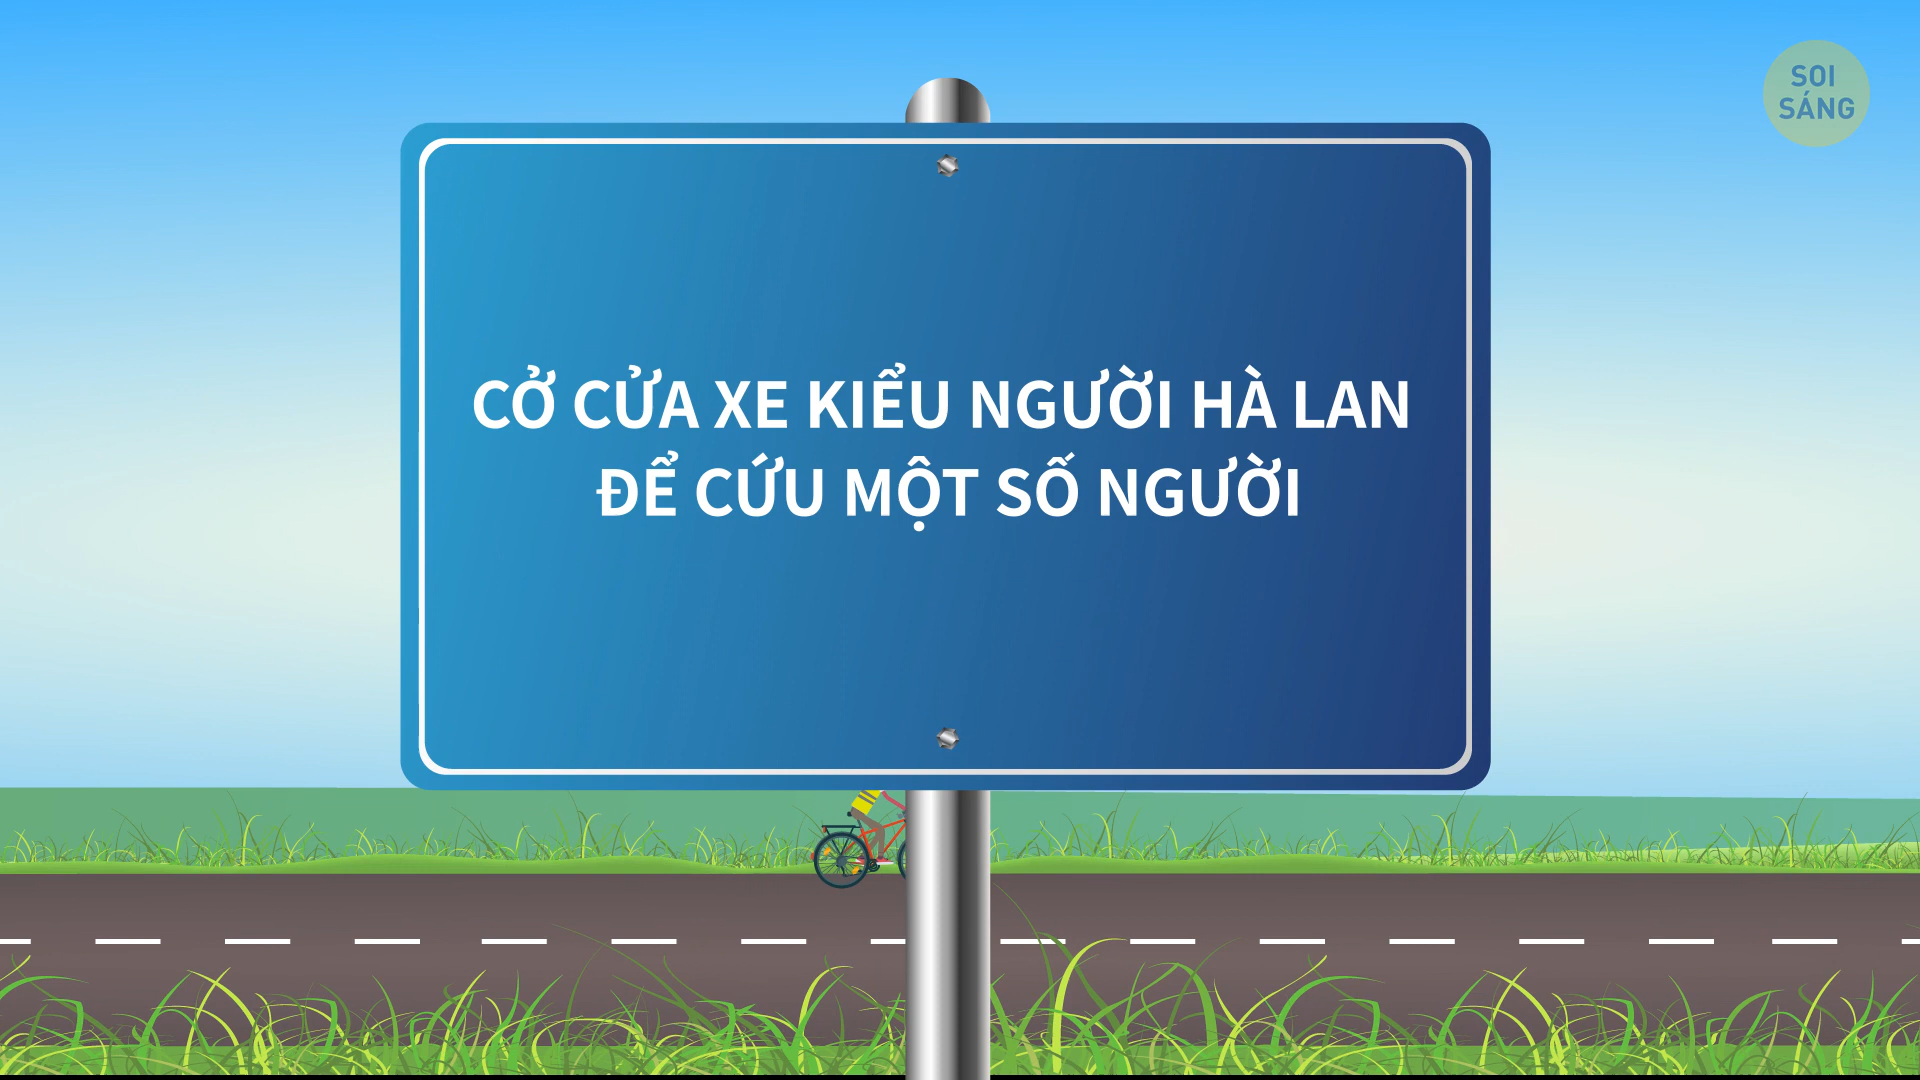 SOI
SÁNG
CỞ CỬA XE KIỂU NGƯỜI HÀ LAN
ĐỂ CỨU MỘT SỐ NGƯỜI